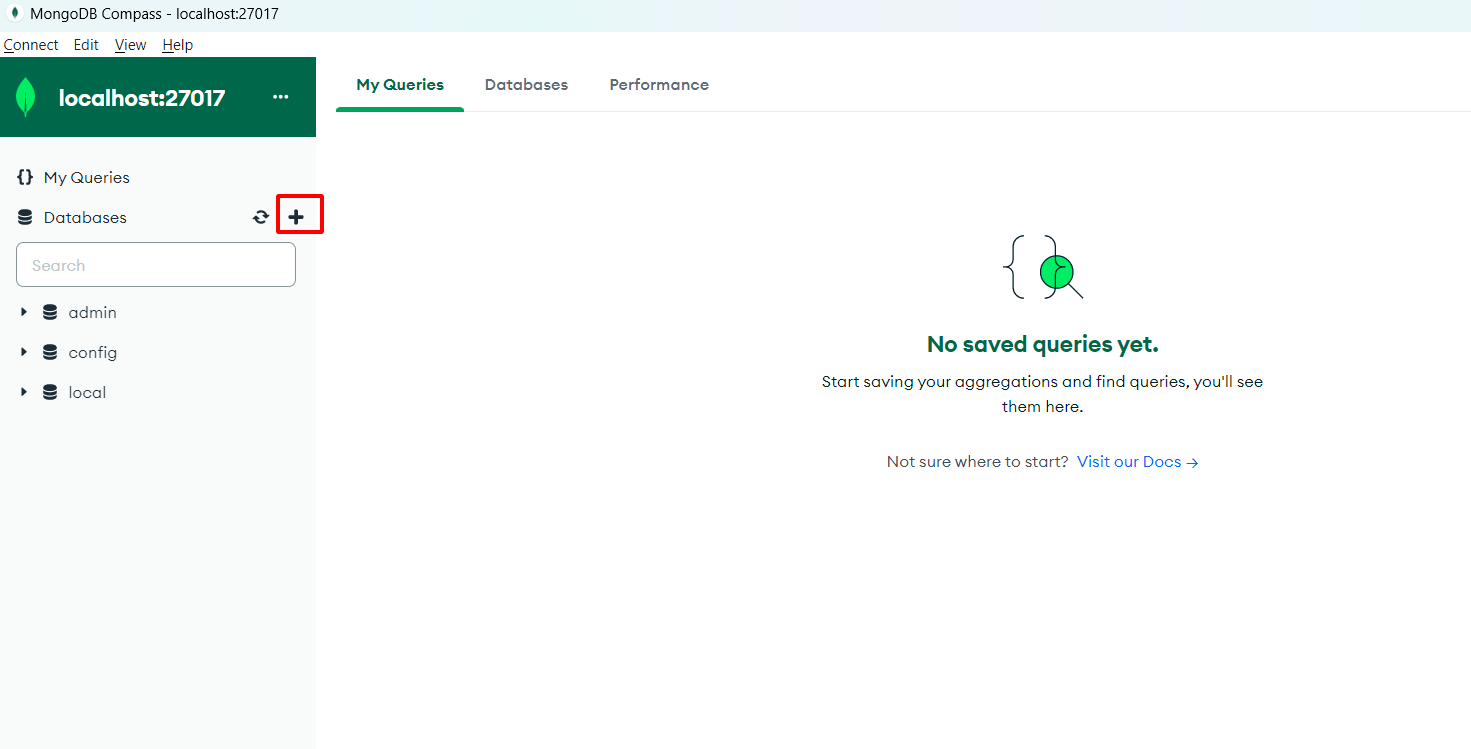 MongoDB Compass - localhost:27017
Connect Edit View Help
localhost:27017 ···
My Queries Databases Performance
{} My Queries
Databases
Search
admin
config
local
No saved queries yet.
Start saving your aggregations and find queries, you'll see
them here.
Not sure where to start? Visit our Docs →